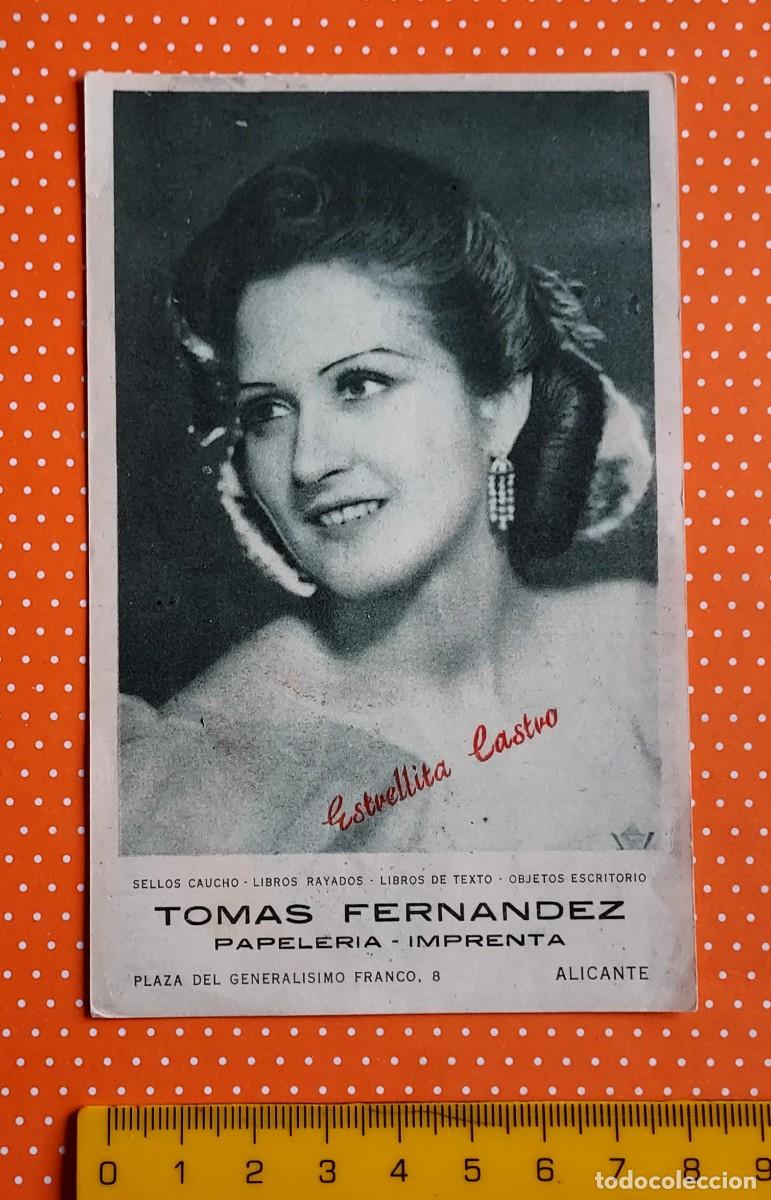 Estrellita Castro
SELLOS CAUCHO - LIBROS RAYADOS - LIBROS DE TEXTO - OBJETOS ESCRITORIO
TOMAS FERNANDEZ
PAPELERIA - IMPRENTA
PLAZA DEL GENERALISIMO FRANCO, 8 ALICANTE
0 1 2 3 4 5 6 7 8 9
todocoleccion